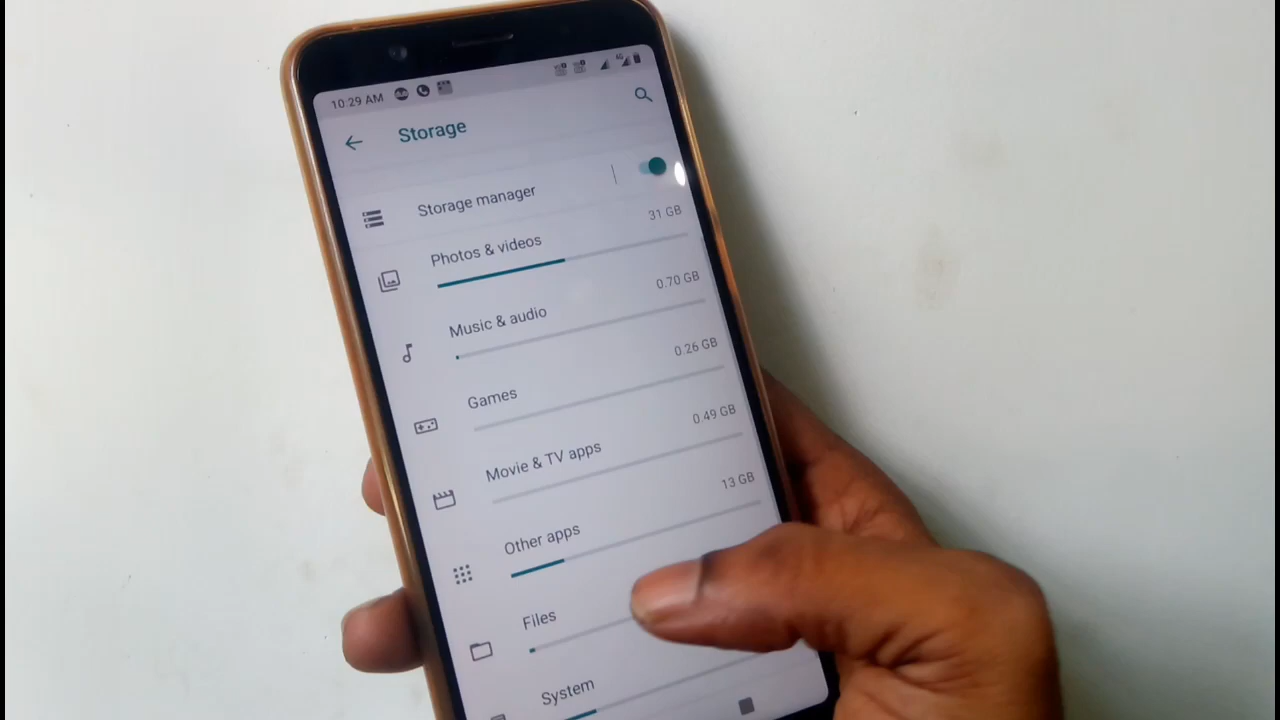 10:29 AM
Storage
Storage manager
Photos & videos 31 GB
Music & audio 0.70 GB
Games 0.26 GB
Movie & TV apps 0.49 GB
Other apps 13 GB
Files
System